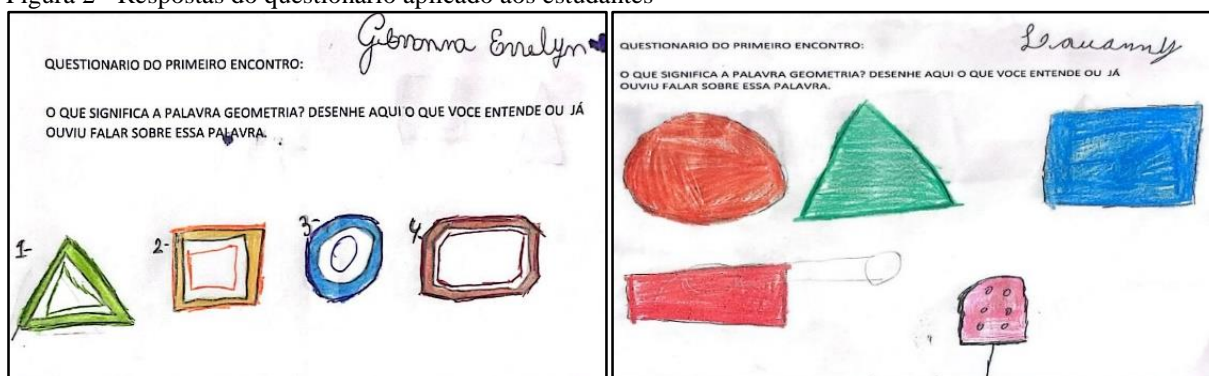 Figura 2 - Respostas do questionário aplicado aos estudantes
Giovanna Evelyn
QUESTIONARIO DO PRIMEIRO ENCONTRO:
O QUE SIGNIFICA A PALAVRA GEOMETRIA? DESENHE AQUI O QUE VOCE ENTENDE OU JÁ
OUVIU FALAR SOBRE ESSA PALAVRA.
1-
2-
3-
4-
QUESTIONARIO DO PRIMEIRO ENCONTRO:
O QUE SIGNIFICA A PALAVRA GEOMETRIA? DESENHE AQUI O QUE VOCE ENTENDE OU JÁ
OUVIU FALAR SOBRE ESSA PALAVRA.